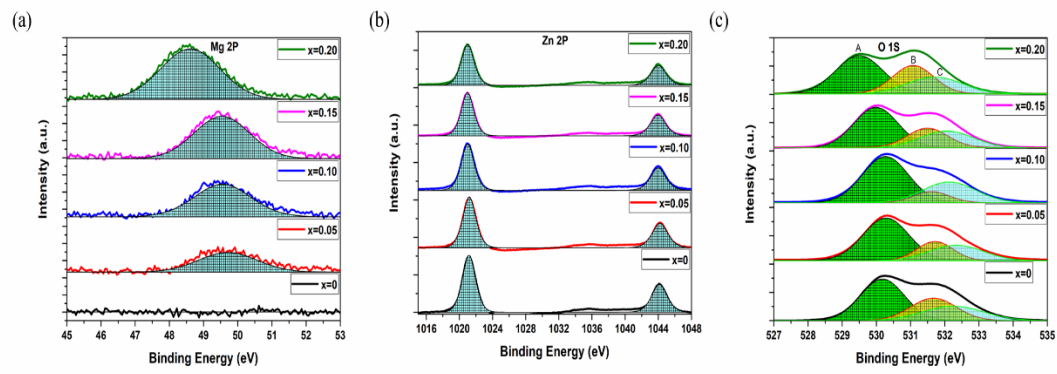 (a)
Mg 2P
x=0.20
x=0.15
x=0.10
x=0.05
x=0
Intensity (a.u.)
45 46 47 48 49 50 51 52 53
Binding Energy (eV)
(b)
Zn 2P
x=0.20
x=0.15
x=0.10
x=0.05
x=0
Intensity (a.u.)
1016 1020 1024 1028 1032 1036 1040 1044 1048
Binding Energy (eV)
(c)
A O 1S
B
C
x=0.20
x=0.15
x=0.10
x=0.05
x=0
Intensity (a.u.)
527 528 529 530 531 532 533 534 535
Binding Energy (eV)